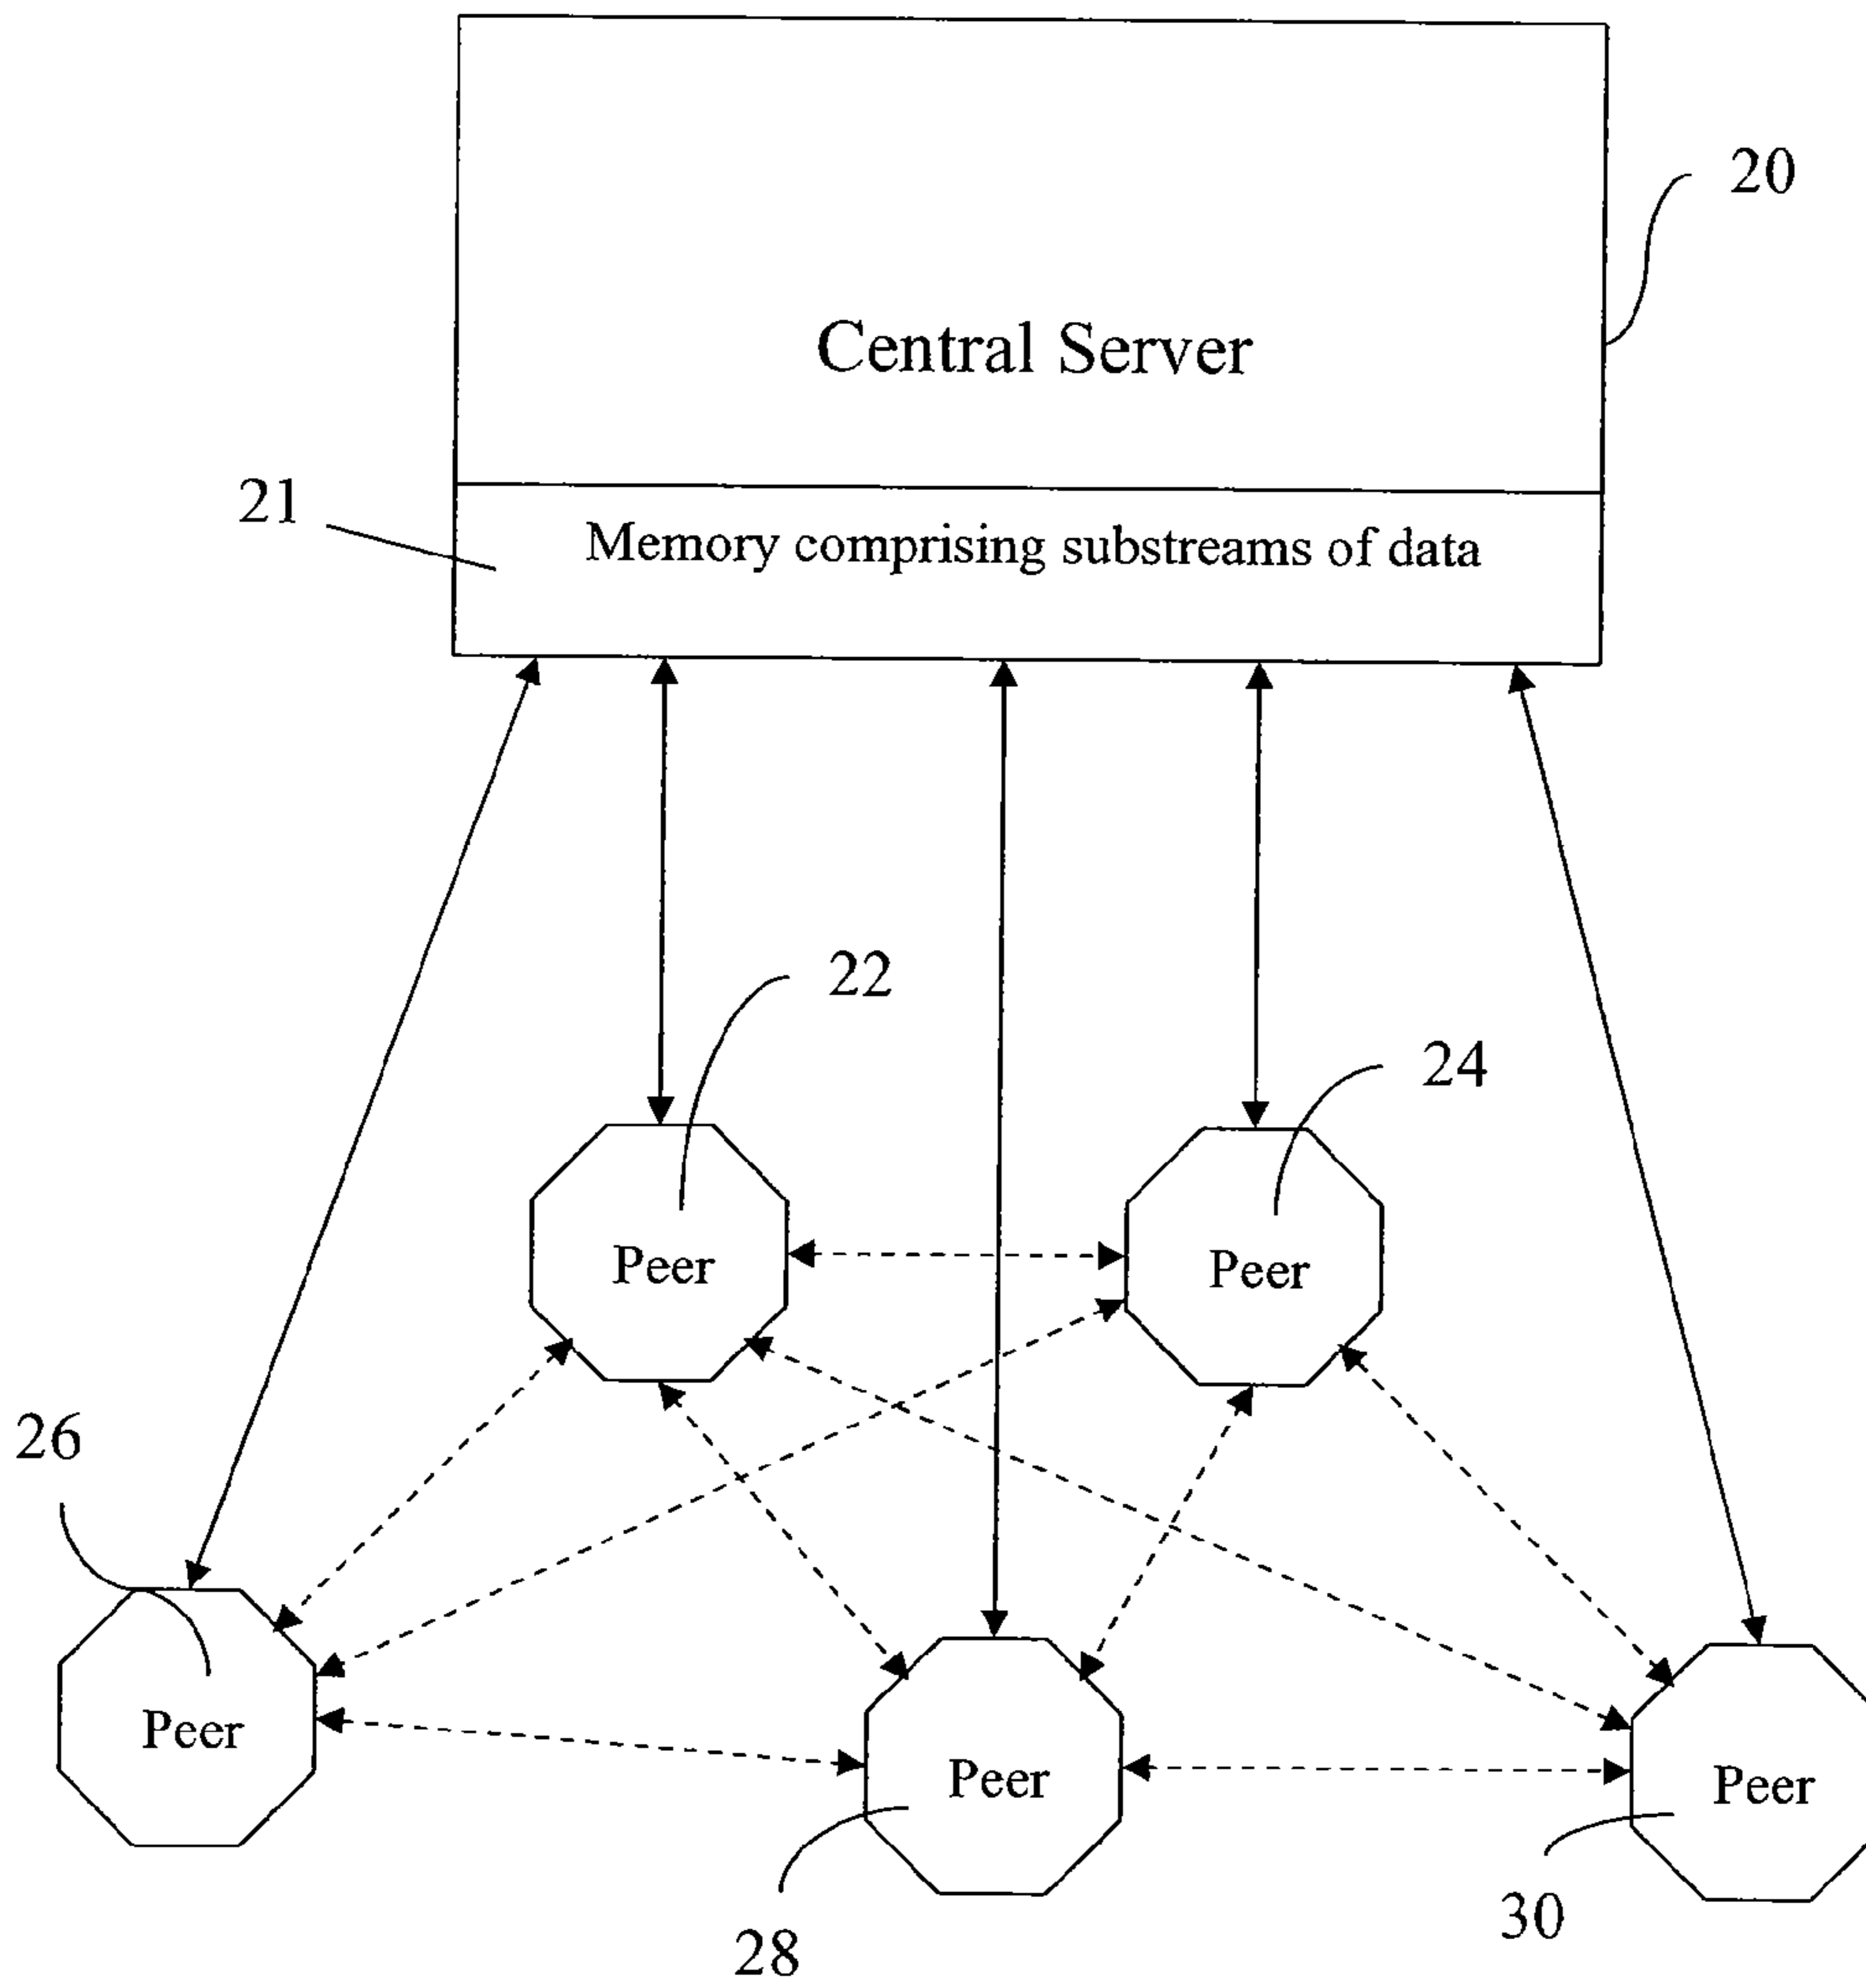 20
Central Server
21
Memory comprising substreams of data
22
24
Peer
Peer
26
Peer
Peer
Peer
28
30